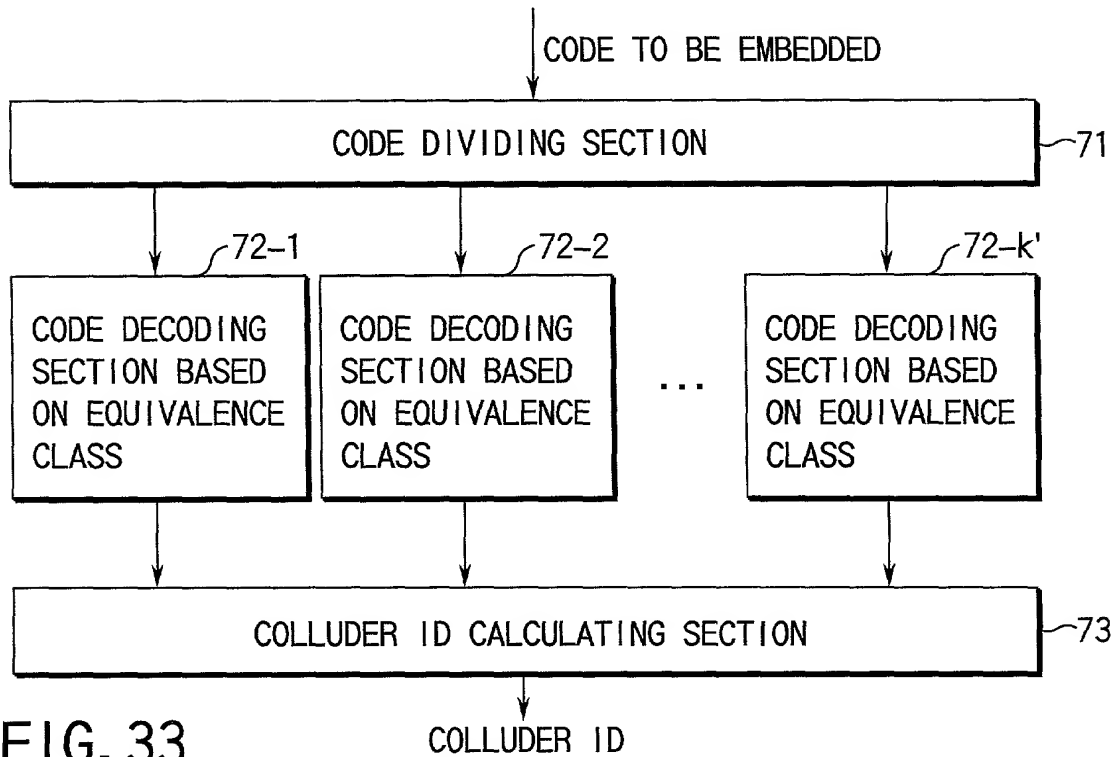 CODE TO BE EMBEDDED
CODE DIVIDING SECTION
71
72-1
72-2
72-k'
CODE DECODING
SECTION BASED
ON EQUIVALENCE
CLASS
CODE DECODING
SECTION BASED
ON EQUIVALENCE
CLASS
...
CODE DECODING
SECTION BASED
ON EQUIVALENCE
CLASS
COLLUDER ID CALCULATING SECTION
73
COLLUDER ID
FIG. 33